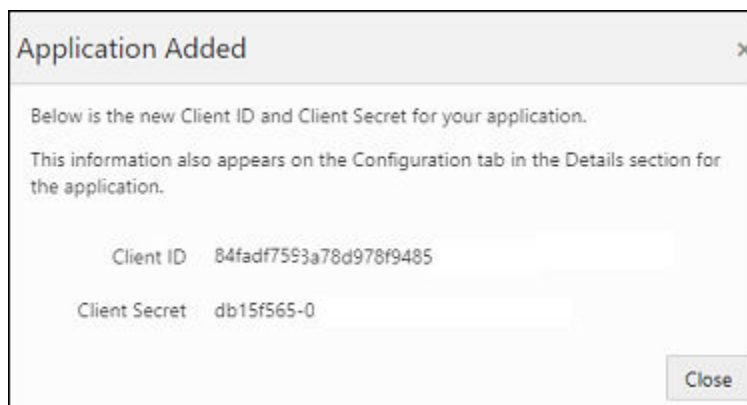 Application Added
Below is the new Client ID and Client Secret for your application.
This information also appears on the Configuration tab in the Details section for
the application.
Client ID 84fadf7593a78d978f9485
Client Secret db15f565-0
Close